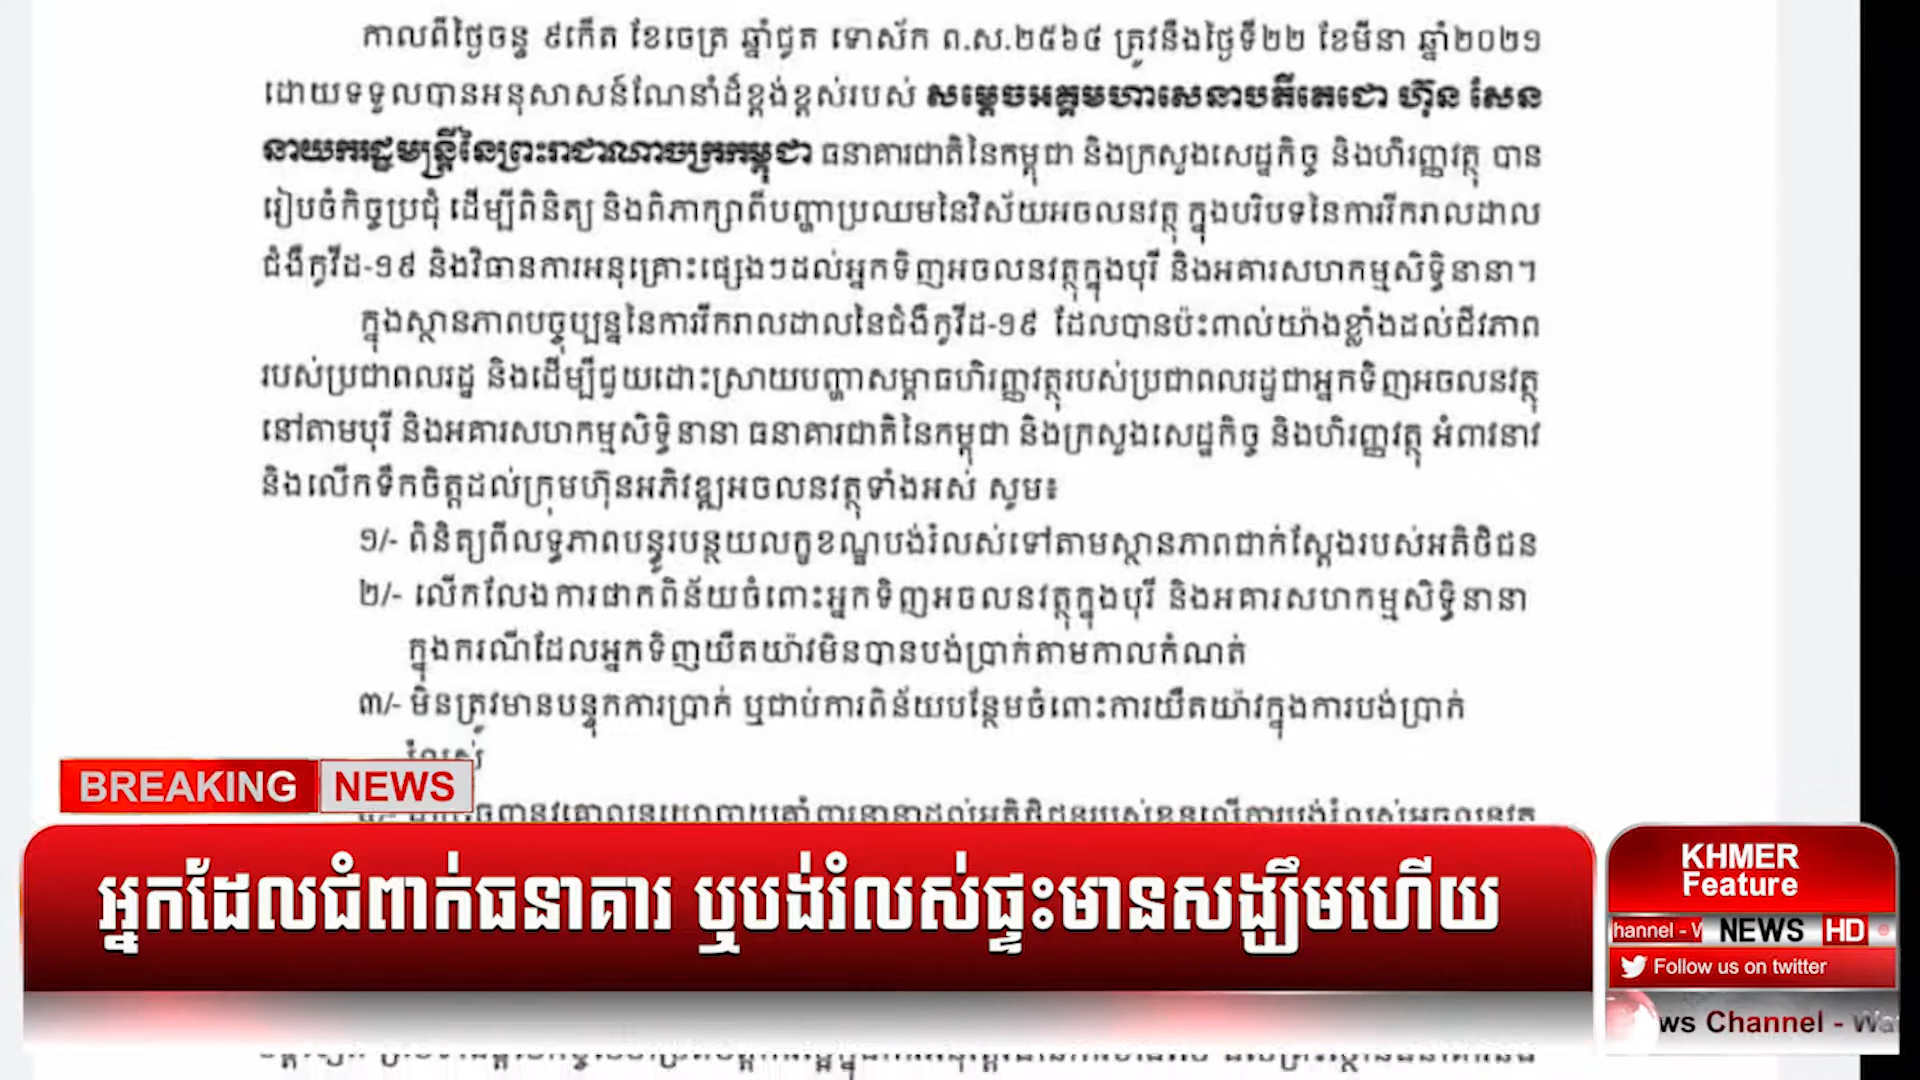 កាលពីថ្ងៃចន្ទ ៩កើត ខែចេត្រ ឆ្នាំជូត ទោស័ក ព.ស.២៥៦៤ ត្រូវនឹងថ្ងៃទី២២ ខែមីនា ឆ្នាំ២០២១
ដោយទទួលបានអនុសាសន៍ណែនាំដ៏ខ្ពង់ខ្ពស់របស់ សម្តេចអគ្គមហាសេនាបតីតេជោ ហ៊ុន សែន
នាយករដ្ឋមន្ត្រីនៃព្រះរាជាណាចក្រកម្ពុជា ធនាគារជាតិនៃកម្ពុជា និងក្រសួងសេដ្ឋកិច្ច និងហិរញ្ញវត្ថុ បាន
រៀបចំកិច្ចប្រជុំ ដើម្បីពិនិត្យ និងពិភាក្សាពីបញ្ហាប្រឈមនៃវិស័យអចលនវត្ថុ ក្នុងបរិបទនៃការរីករាលដាល
ជំងឺកូវីដ-១៩ និងវិធានការអនុគ្រោះផ្សេងៗដល់អ្នកទិញអចលនវត្ថុក្នុងបុរី និងអគារសហកម្មសិទ្ធិនានា។
ក្នុងស្ថានភាពបច្ចុប្បន្ននៃការរីករាលដាលនៃជំងឺកូវីដ-១៩ ដែលបានប៉ះពាល់យ៉ាងខ្លាំងដល់ជីវភាព
របស់ប្រជាពលរដ្ឋ និងដើម្បីជួយដោះស្រាយបញ្ហាសម្ពាធហិរញ្ញវត្ថុរបស់ប្រជាពលរដ្ឋជាអ្នកទិញអចលនវត្ថុ
នៅតាមបុរី និងអគារសហកម្មសិទ្ធិនានា ធនាគារជាតិនៃកម្ពុជា និងក្រសួងសេដ្ឋកិច្ច និងហិរញ្ញវត្ថុ អំពាវនាវ
និងលើកទឹកចិត្តដល់ក្រុមហ៊ុនអភិវឌ្ឍអចលនវត្ថុទាំងអស់ សូម៖
១/- ពិនិត្យពីលទ្ធភាពបន្ធូរបន្ថយលក្ខខណ្ឌបង់រំលស់ទៅតាមស្ថានភាពជាក់ស្តែងរបស់អតិថិជន
២/- លើកលែងការផាកពិន័យចំពោះអ្នកទិញអចលនវត្ថុក្នុងបុរី និងអគារសហកម្មសិទ្ធិនានា
ក្នុងករណីដែលអ្នកទិញយឺតយ៉ាវមិនបានបង់ប្រាក់តាមកាលកំណត់
៣/- មិនត្រូវមានបន្ទុកការប្រាក់ ឬជាប់ការពិន័យបន្ថែមចំពោះការយឺតយ៉ាវក្នុងការបង់ប្រាក់
រំលស់
BREAKING NEWS
អ្នកដែលជំពាក់ធនាគារ ឬបង់រំលស់ផ្ទះមានសង្ឃឹមហើយ
KHMER
Feature
hannel - W NEWS HD
Follow us on twitter
ws Channel - Wa